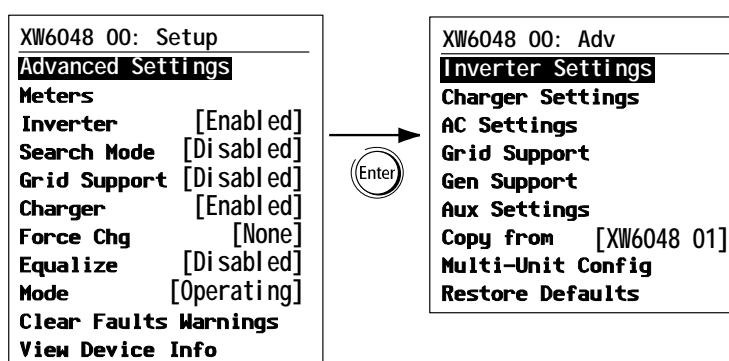 XW6048 00: Setup
Advanced Settings
Meters
Inverter [Enabled]
Search Mode [Disabled]
Grid Support [Disabled]
Charger [Enabled]
Force Chg [None]
Equalize [Disabled]
Mode [Operating]
Clear Faults Warnings
View Device Info
Enter
XW6048 00: Adv
Inverter Settings
Charger Settings
AC Settings
Grid Support
Gen Support
Aux Settings
Copy from [XW6048 01]
Multi-Unit Config
Restore Defaults